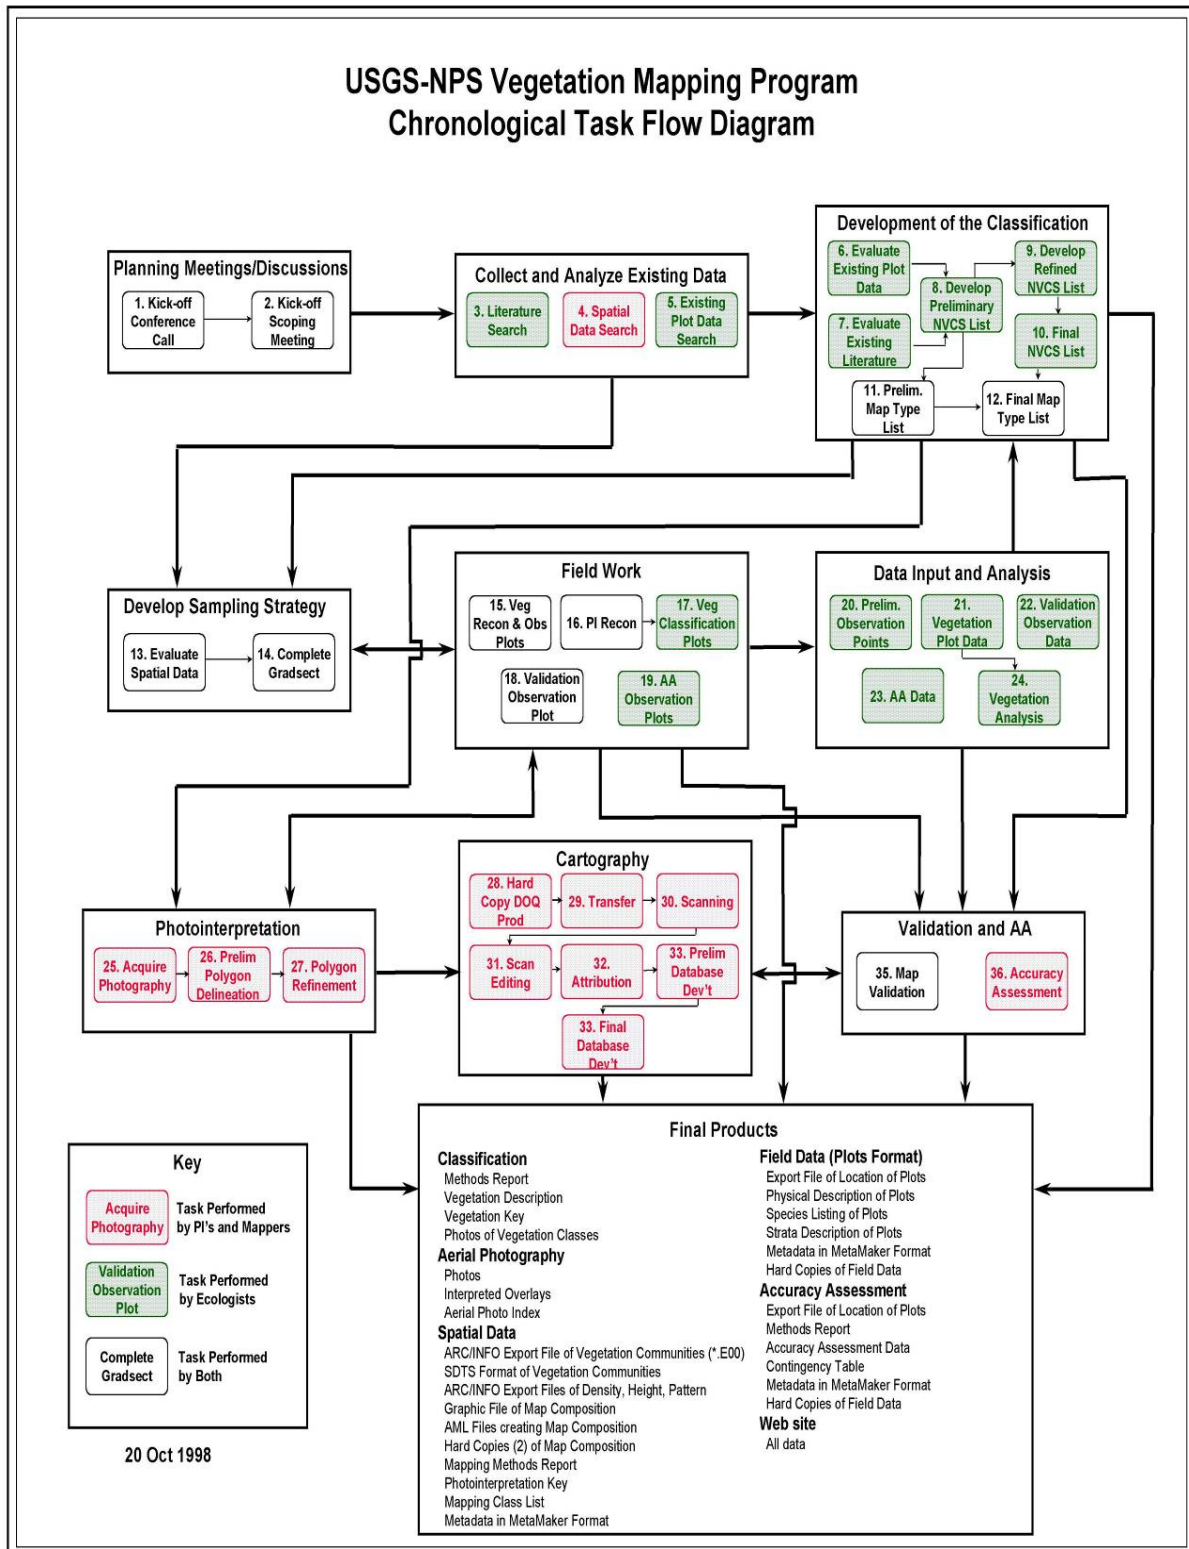 USGS-NPS Vegetation Mapping Program
Chronological Task Flow Diagram
Planning Meetings/Discussions
1. Kick-off
Conference
Call
2. Kick-off
Scoping
Meeting
Collect and Analyze Existing Data
3. Literature
Search
4. Spatial
Data Search
5. Existing
Plot Data
Search
Development of the Classification
6. Evaluate
Existing Plot
Data
7. Evaluate
Existing
Literature
8. Develop
Preliminary
NVCS List
9. Develop
Refined
NVCS List
10. Final
NVCS List
11. Prelim.
Map Type
List
12. Final Map
Type List
Develop Sampling Strategy
13. Evaluate
Spatial Data
14. Complete
Gradsect
Field Work
15. Veg
Recon & Obs
Plots
16. PI Recon
17. Veg
Classification
Plots
18. Validation
Observation
Plot
19. AA
Observation
Plots
Data Input and Analysis
20. Prelim.
Observation
Points
21.
Vegetation
Plot Data
22. Validation
Observation
Data
23. AA Data
24.
Vegetation
Analysis
Photointerpretation
25. Acquire
Photography
26. Prelim
Polygon
Delineation
27. Polygon
Refinement
Cartography
28. Hard
Copy DOQ
Prod
29. Transfer
30. Scanning
31. Scan
Editing
32.
Attribution
33. Prelim
Database
Dev't
33. Final
Database
Dev't
Validation and AA
35. Map
Validation
36. Accuracy
Assessment
Final Products
Classification
Methods Report
Vegetation Description
Vegetation Key
Photos of Vegetation Classes
Aerial Photography
Photos
Interpreted Overlays
Aerial Photo Index
Spatial Data
ARC/INFO Export File of Vegetation Communities (*.E00)
SDTS Format of Vegetation Communities
ARC/INFO Export Files of Density, Height, Pattern
Graphic File of Map Composition
AML Files creating Map Composition
Hard Copies (2) of Map Composition
Mapping Methods Report
Photointerpretation Key
Mapping Class List
Metadata in MetaMaker Format
Field Data (Plots Format)
Export File of Location of Plots
Physical Description of Plots
Species Listing of Plots
Strata Description of Plots
Metadata in MetaMaker Format
Hard Copies of Field Data
Accuracy Assessment
Export File of Location of Plots
Methods Report
Accuracy Assessment Data
Contingency Table
Metadata in MetaMaker Format
Hard Copies of Field Data
Web site
All data
Key
Acquire
Photography
Task Performed
by PI's and Mappers
Validation
Observation
Plot
Task Performed
by Ecologists
Complete
Gradsect
Task Performed
by Both
20 Oct 1998